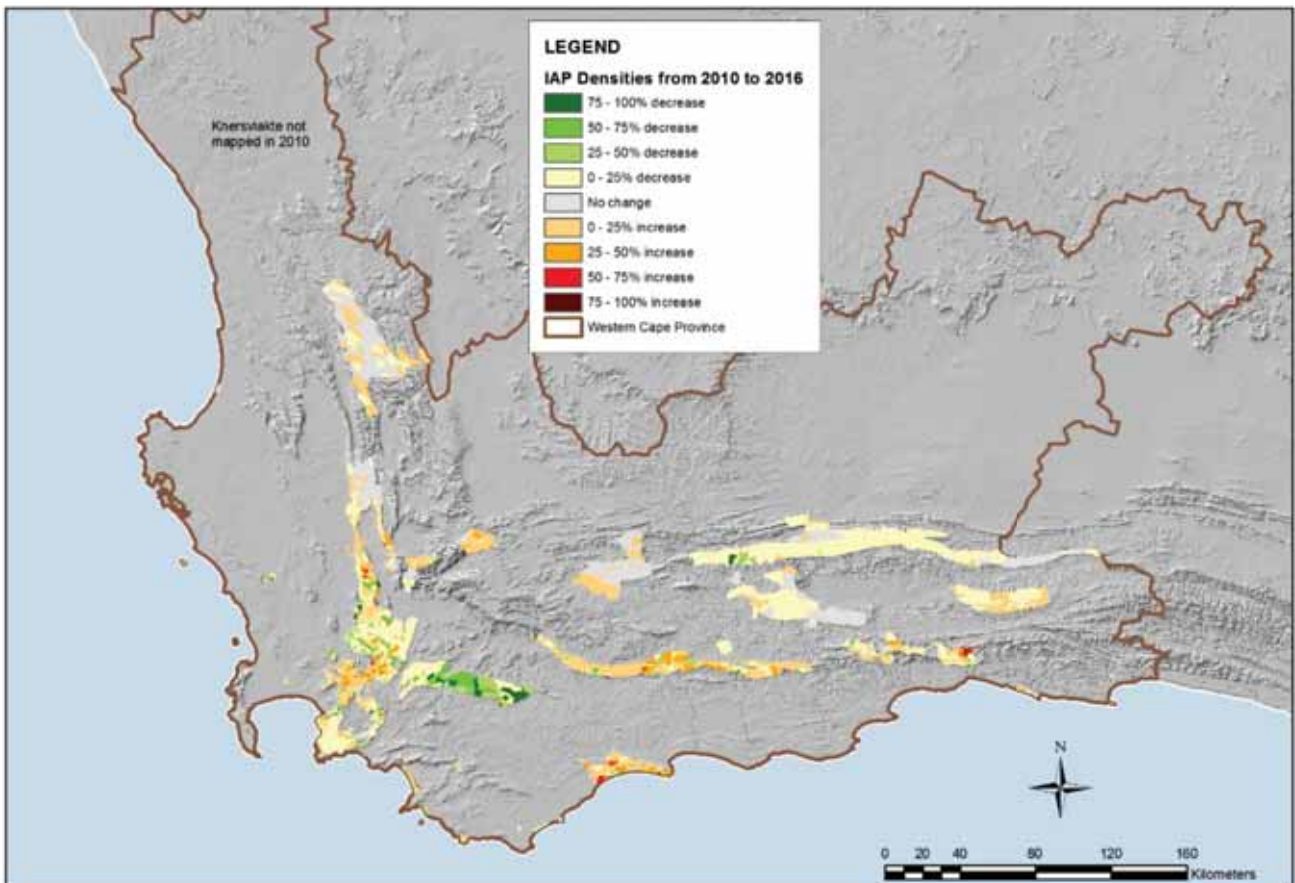 LEGEND
IAP Densities from 2010 to 2016
75 - 100% decrease
50 - 75% decrease
25 - 50% decrease
0 - 25% decrease
No change
0 - 25% increase
25 - 50% increase
50 - 75% increase
75 - 100% increase
Western Cape Province
Knersvlakte not
mapped in 2010
N
0 20 40 80 120 160
Kilometers